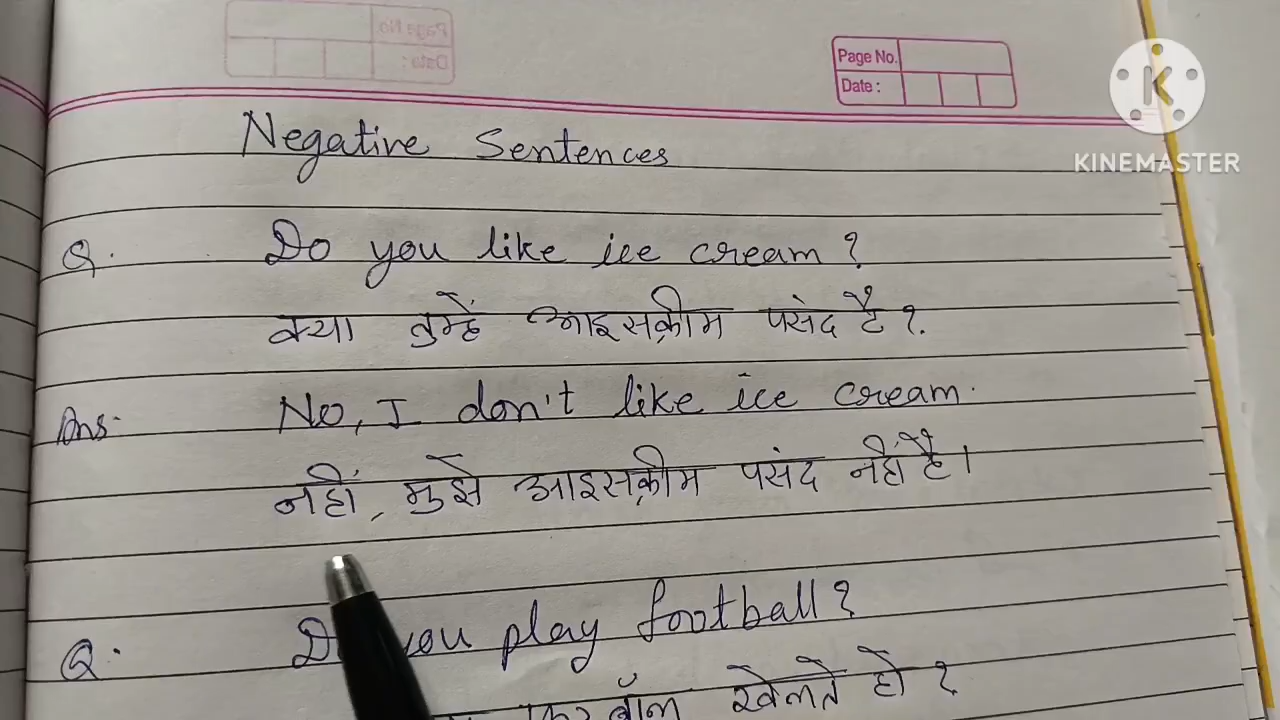 Page No.
Date :
KINEMASTER
Negative Sentences
Q. Do you like ice cream?
क्या तुम्हें आइसक्रीम पसंद है?.
Ans. No, I don't like ice cream.
नहीं, मुझे आइसक्रीम पसंद नहीं है।
Q. you play football?
खेलते हो?